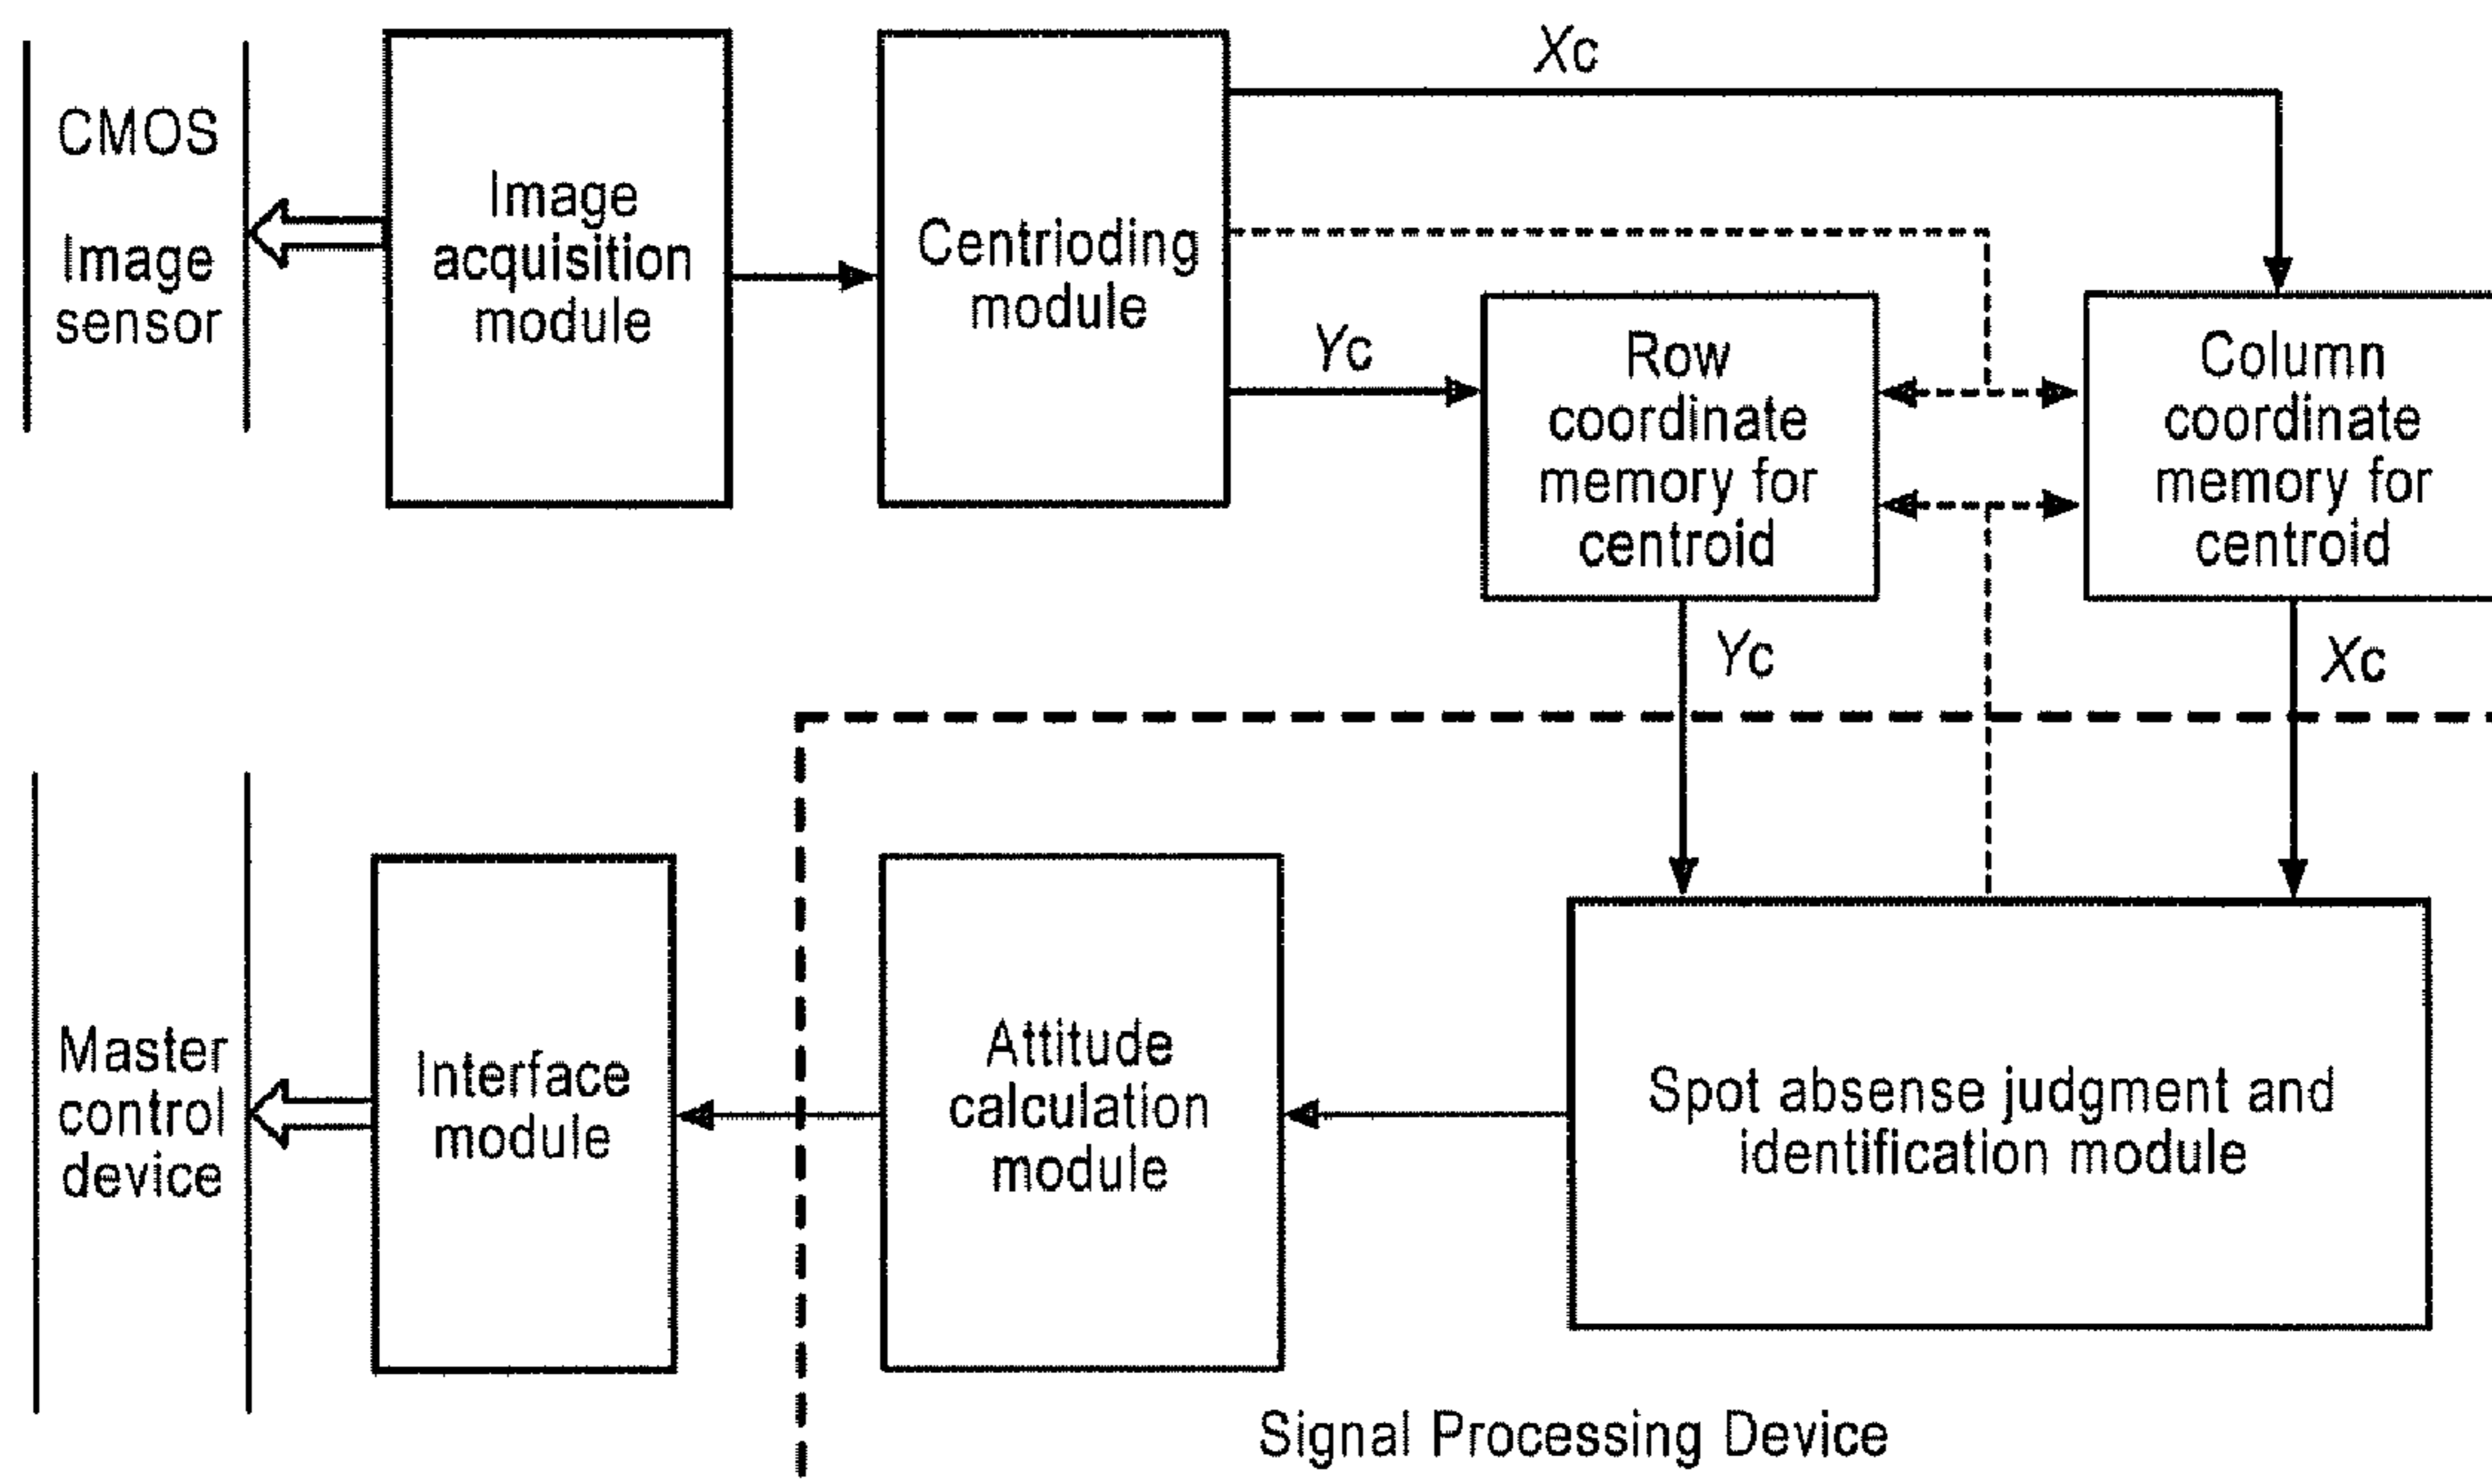 CMOS
Image
sensor
Image
acquisition
module
Centrioding
module
Xc
Yc
Row
coordinate
memory for
centroid
Column
coordinate
memory for
centroid
Yc
Xc
Master
control
device
Interface
module
Attitude
calculation
module
Spot absense judgment and
identification module
Signal Processing Device